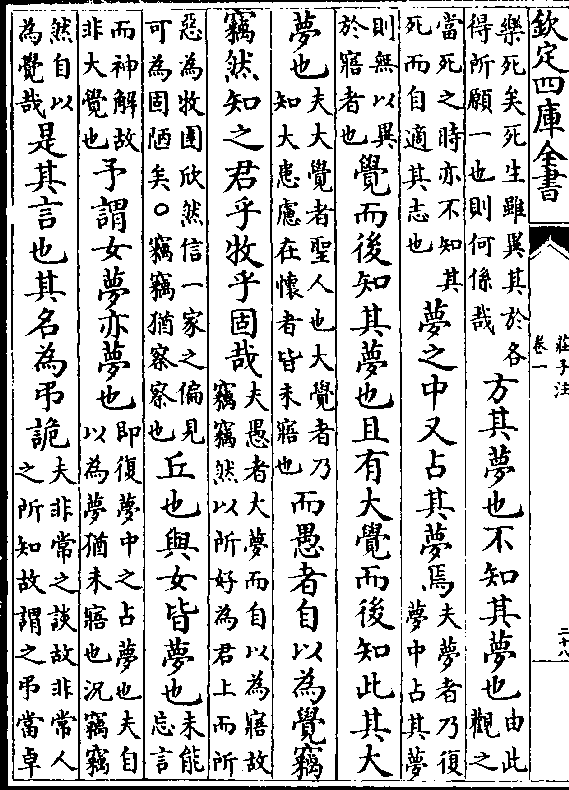 欽定四庫全書 莊子注 卷一 二十八
樂死矣死生雖異其於各得所願一也則何係哉方其夢也不知其夢也由此觀之
當死之時亦不知其死而自適其志也夢之中又占其夢焉夫夢者乃復夢中占其夢
則無以異於寤者也覺而後知其夢也且有大覺而後知此其大
夢也夫大覺者聖人也大覺者乃知大患慮在懷者皆未寤也而愚者自以為覺竊
竊然知之君乎牧乎固哉夫愚者大夢而自以為寤故竊竊然以所好為君上而所
惡為牧圉欣然信一家之偏見可為固陋矣○竊竊猶察察也丘也與女皆夢也未能忘言
而神解故非大覺也予謂女夢亦夢也即復夢中之占夢也夫自以為夢猶未寤也況竊竊
然自以為覺哉是其言也其名為弔詭夫非常之談故非常人之所知故謂之弔當卓